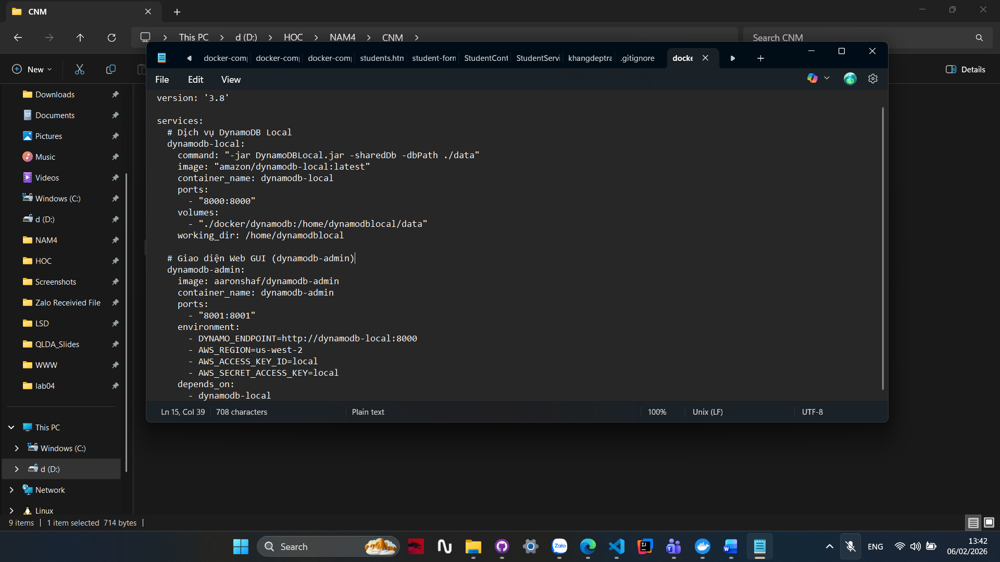 CNM
This PC
d (D:)
HOC
NAM4
CNM
Search CNM
New
Details
docker-comp
docker-comp
docker-comp
students.htm
student-forn
StudentCont
StudentServi
khangdeptra
.gitignore
docke
File
Edit
View
version: '3.8'
services:
# Dịch vụ DynamoDB Local
dynamodb-local:
command: "-jar DynamoDBLocal.jar -sharedDb -dbPath ./data"
image: "amazon/dynamodb-local:latest"
container_name: dynamodb-local
ports:
- "8000:8000"
volumes:
- "./docker/dynamodb:/home/dynamodblocal/data"
working_dir: /home/dynamodblocal
# Giao diện Web GUI (dynamodb-admin)
dynamodb-admin:
image: aaronshaf/dynamodb-admin
container_name: dynamodb-admin
ports:
- "8001:8001"
environment:
- DYNAMO_ENDPOINT=http://dynamodb-local:8000
- AWS_REGION=us-west-2
- AWS_ACCESS_KEY_ID=local
- AWS_SECRET_ACCESS_KEY=local
depends_on:
- dynamodb-local
Ln 15, Col 39
708 characters
Plain text
100%
Unix (LF)
UTF-8
Downloads
Documents
Pictures
Music
Videos
Windows (C:)
d (D:)
NAM4
HOC
Screenshots
Zalo Receivied File
LSD
QLDA_Slides
WWW
lab04
This PC
Windows (C:)
d (D:)
Network
Linux
9 items
1 item selected 714 bytes
Search
Zalo
ENG
13:42
06/02/2026